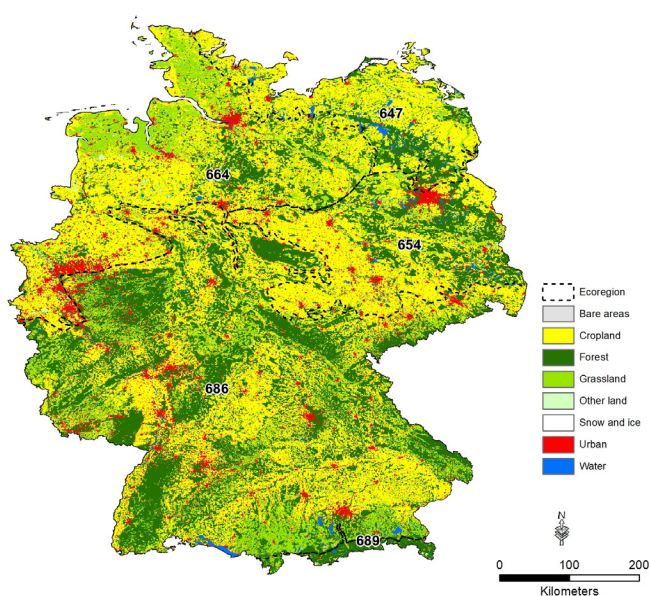 647
664
654
686
689
Ecoregion
Bare areas
Cropland
Forest
Grassland
Other land
Snow and ice
Urban
Water
N
0 100 200
Kilometers